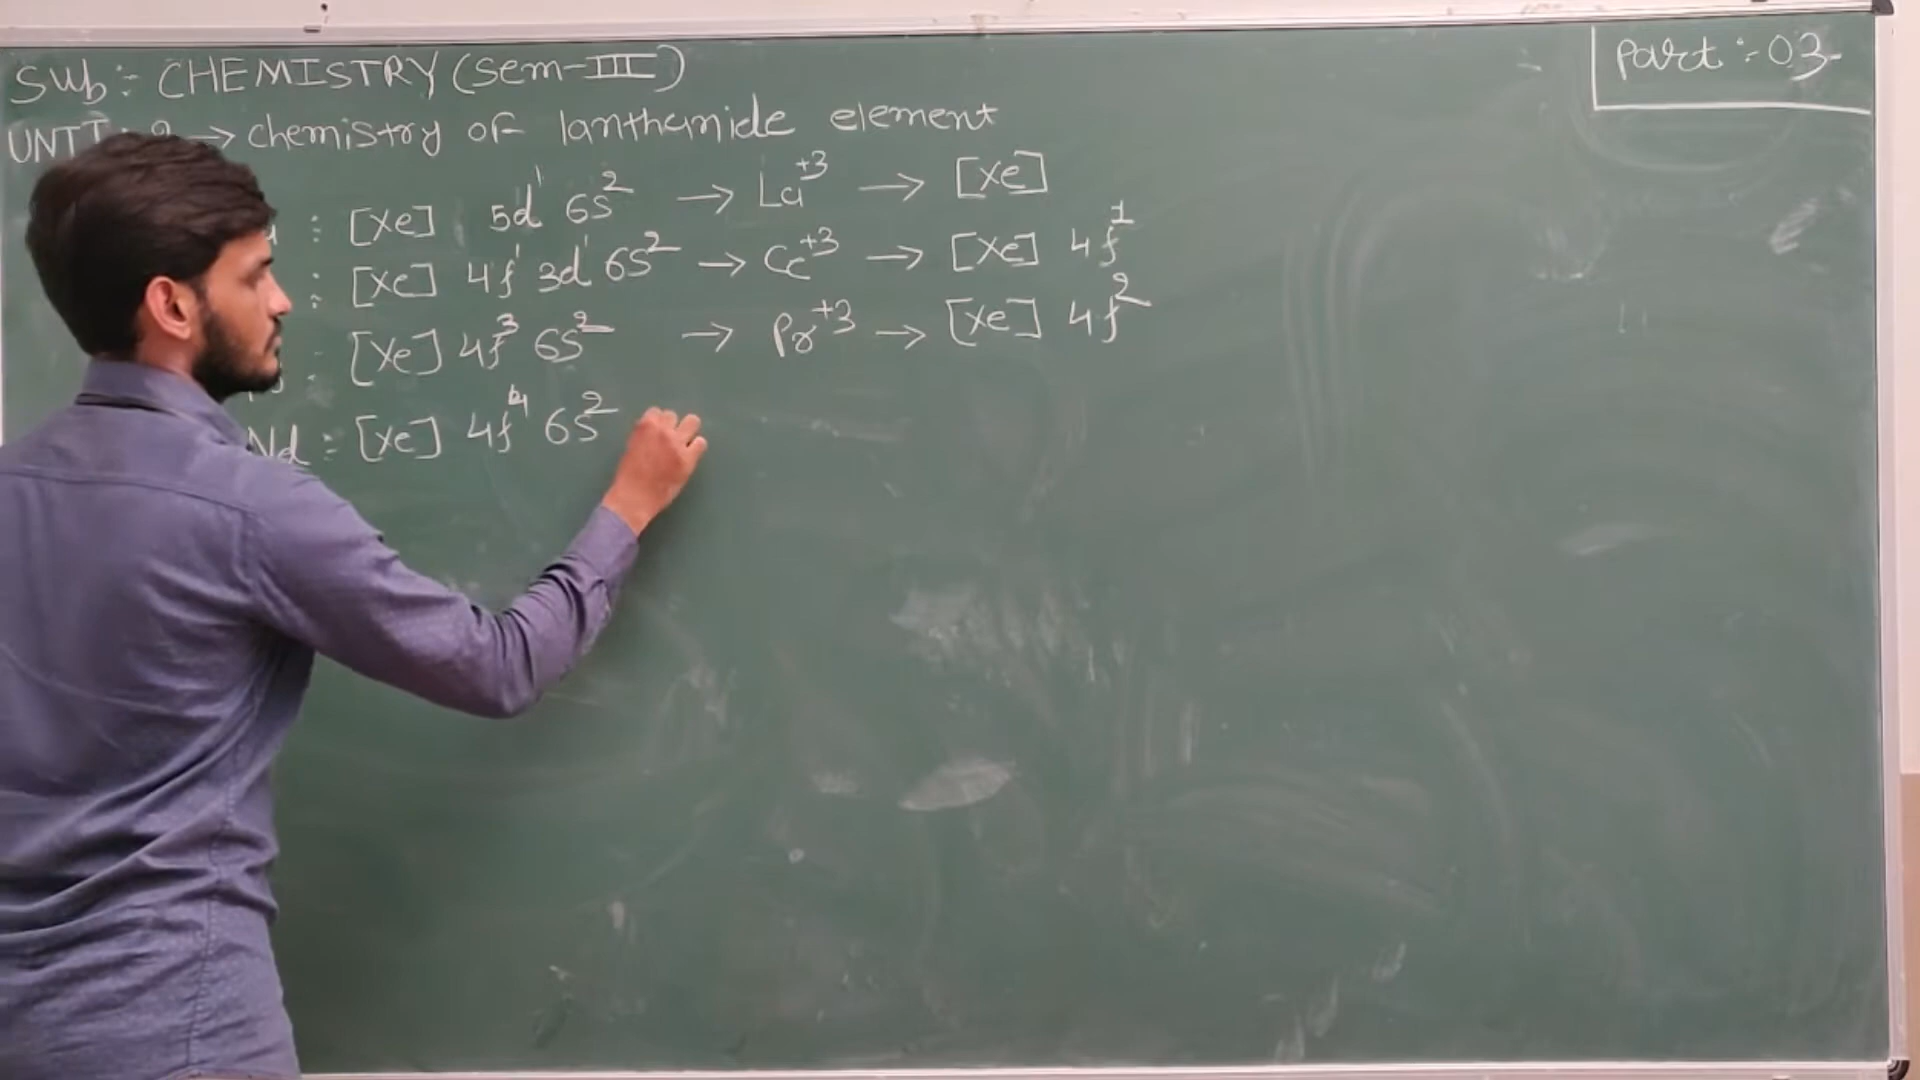 Sub:- CHEMISTRY (Sem-III)
Part :- 03
UNIT : → chemistry of lanthanide element
: [Xe] 5d¹ 6s² → La⁺³ → [Xe]
: [Xe] 4f¹ 3d¹ 6s² → Ce⁺³ → [Xe] 4f¹
: [Xe] 4f³ 6s² → Pr⁺³ → [Xe] 4f²
Nd : [Xe] 4f⁴ 6s²